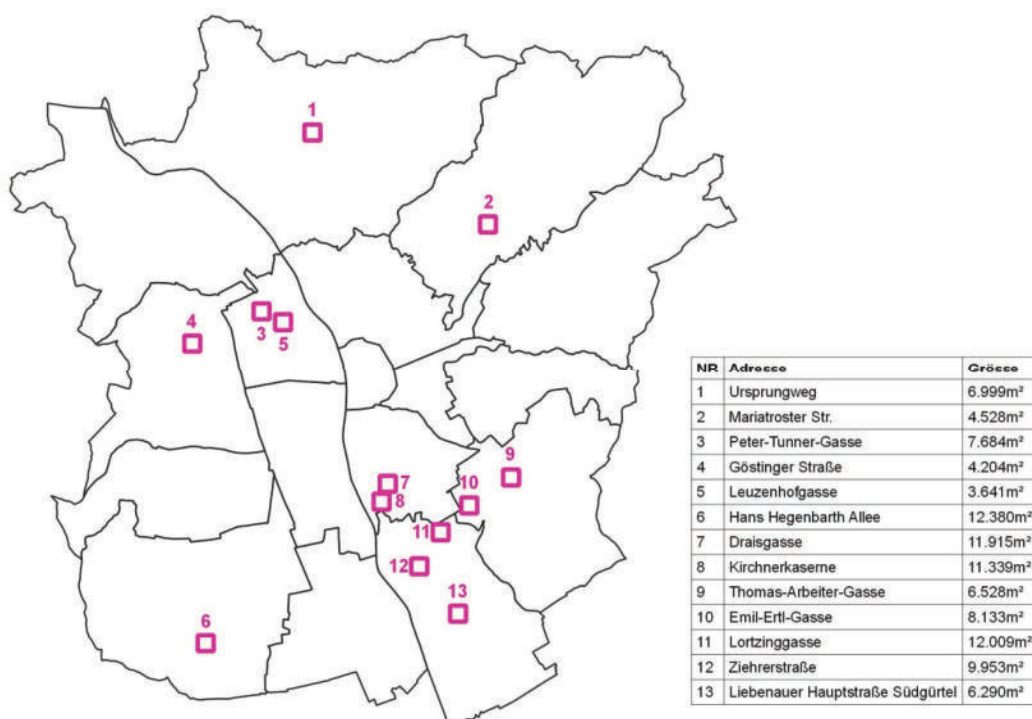 1
2
3
5
4
9
7
10
8
11
12
13
6
NR Adresse Grösse
1 Ursprungweg 6.999m²
2 Mariatroster Str. 4.528m²
3 Peter-Tunner-Gasse 7.684m²
4 Göstinger Straße 4.204m²
5 Leuzenhofgasse 3.641m²
6 Hans Hegenbarth Allee 12.380m²
7 Draisgasse 11.915m²
8 Kirchnerkaserne 11.339m²
9 Thomas-Arbeiter-Gasse 6.528m²
10 Emil-Ertl-Gasse 8.133m²
11 Lortzinggasse 12.009m²
12 Ziehrerstraße 9.953m²
13 Liebenauer Hauptstraße Südgürtel 6.290m²